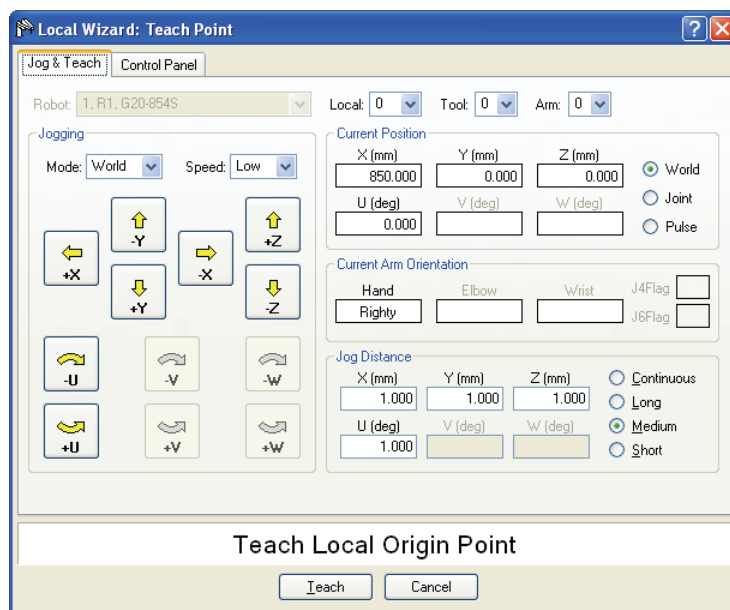 Local Wizard: Teach Point
Jog & Teach Control Panel
Robot: 1, R1, G20-854S Local: 0 Tool: 0 Arm: 0
Jogging
Mode: World Speed: Low
-Y +Z
+X -X
+Y -Z
-U -V -W
+U +V +W
Current Position
X (mm) Y (mm) Z (mm)
850.000 0.000 0.000
U (deg) V (deg) W (deg)
0.000
World
Joint
Pulse
Current Arm Orientation
Hand Elbow Wrist
Righty
J4Flag
J6Flag
Jog Distance
X (mm) Y (mm) Z (mm)
1.000 1.000 1.000
U (deg) V (deg) W (deg)
1.000
Continuous
Long
Medium
Short
Teach Local Origin Point
Teach Cancel